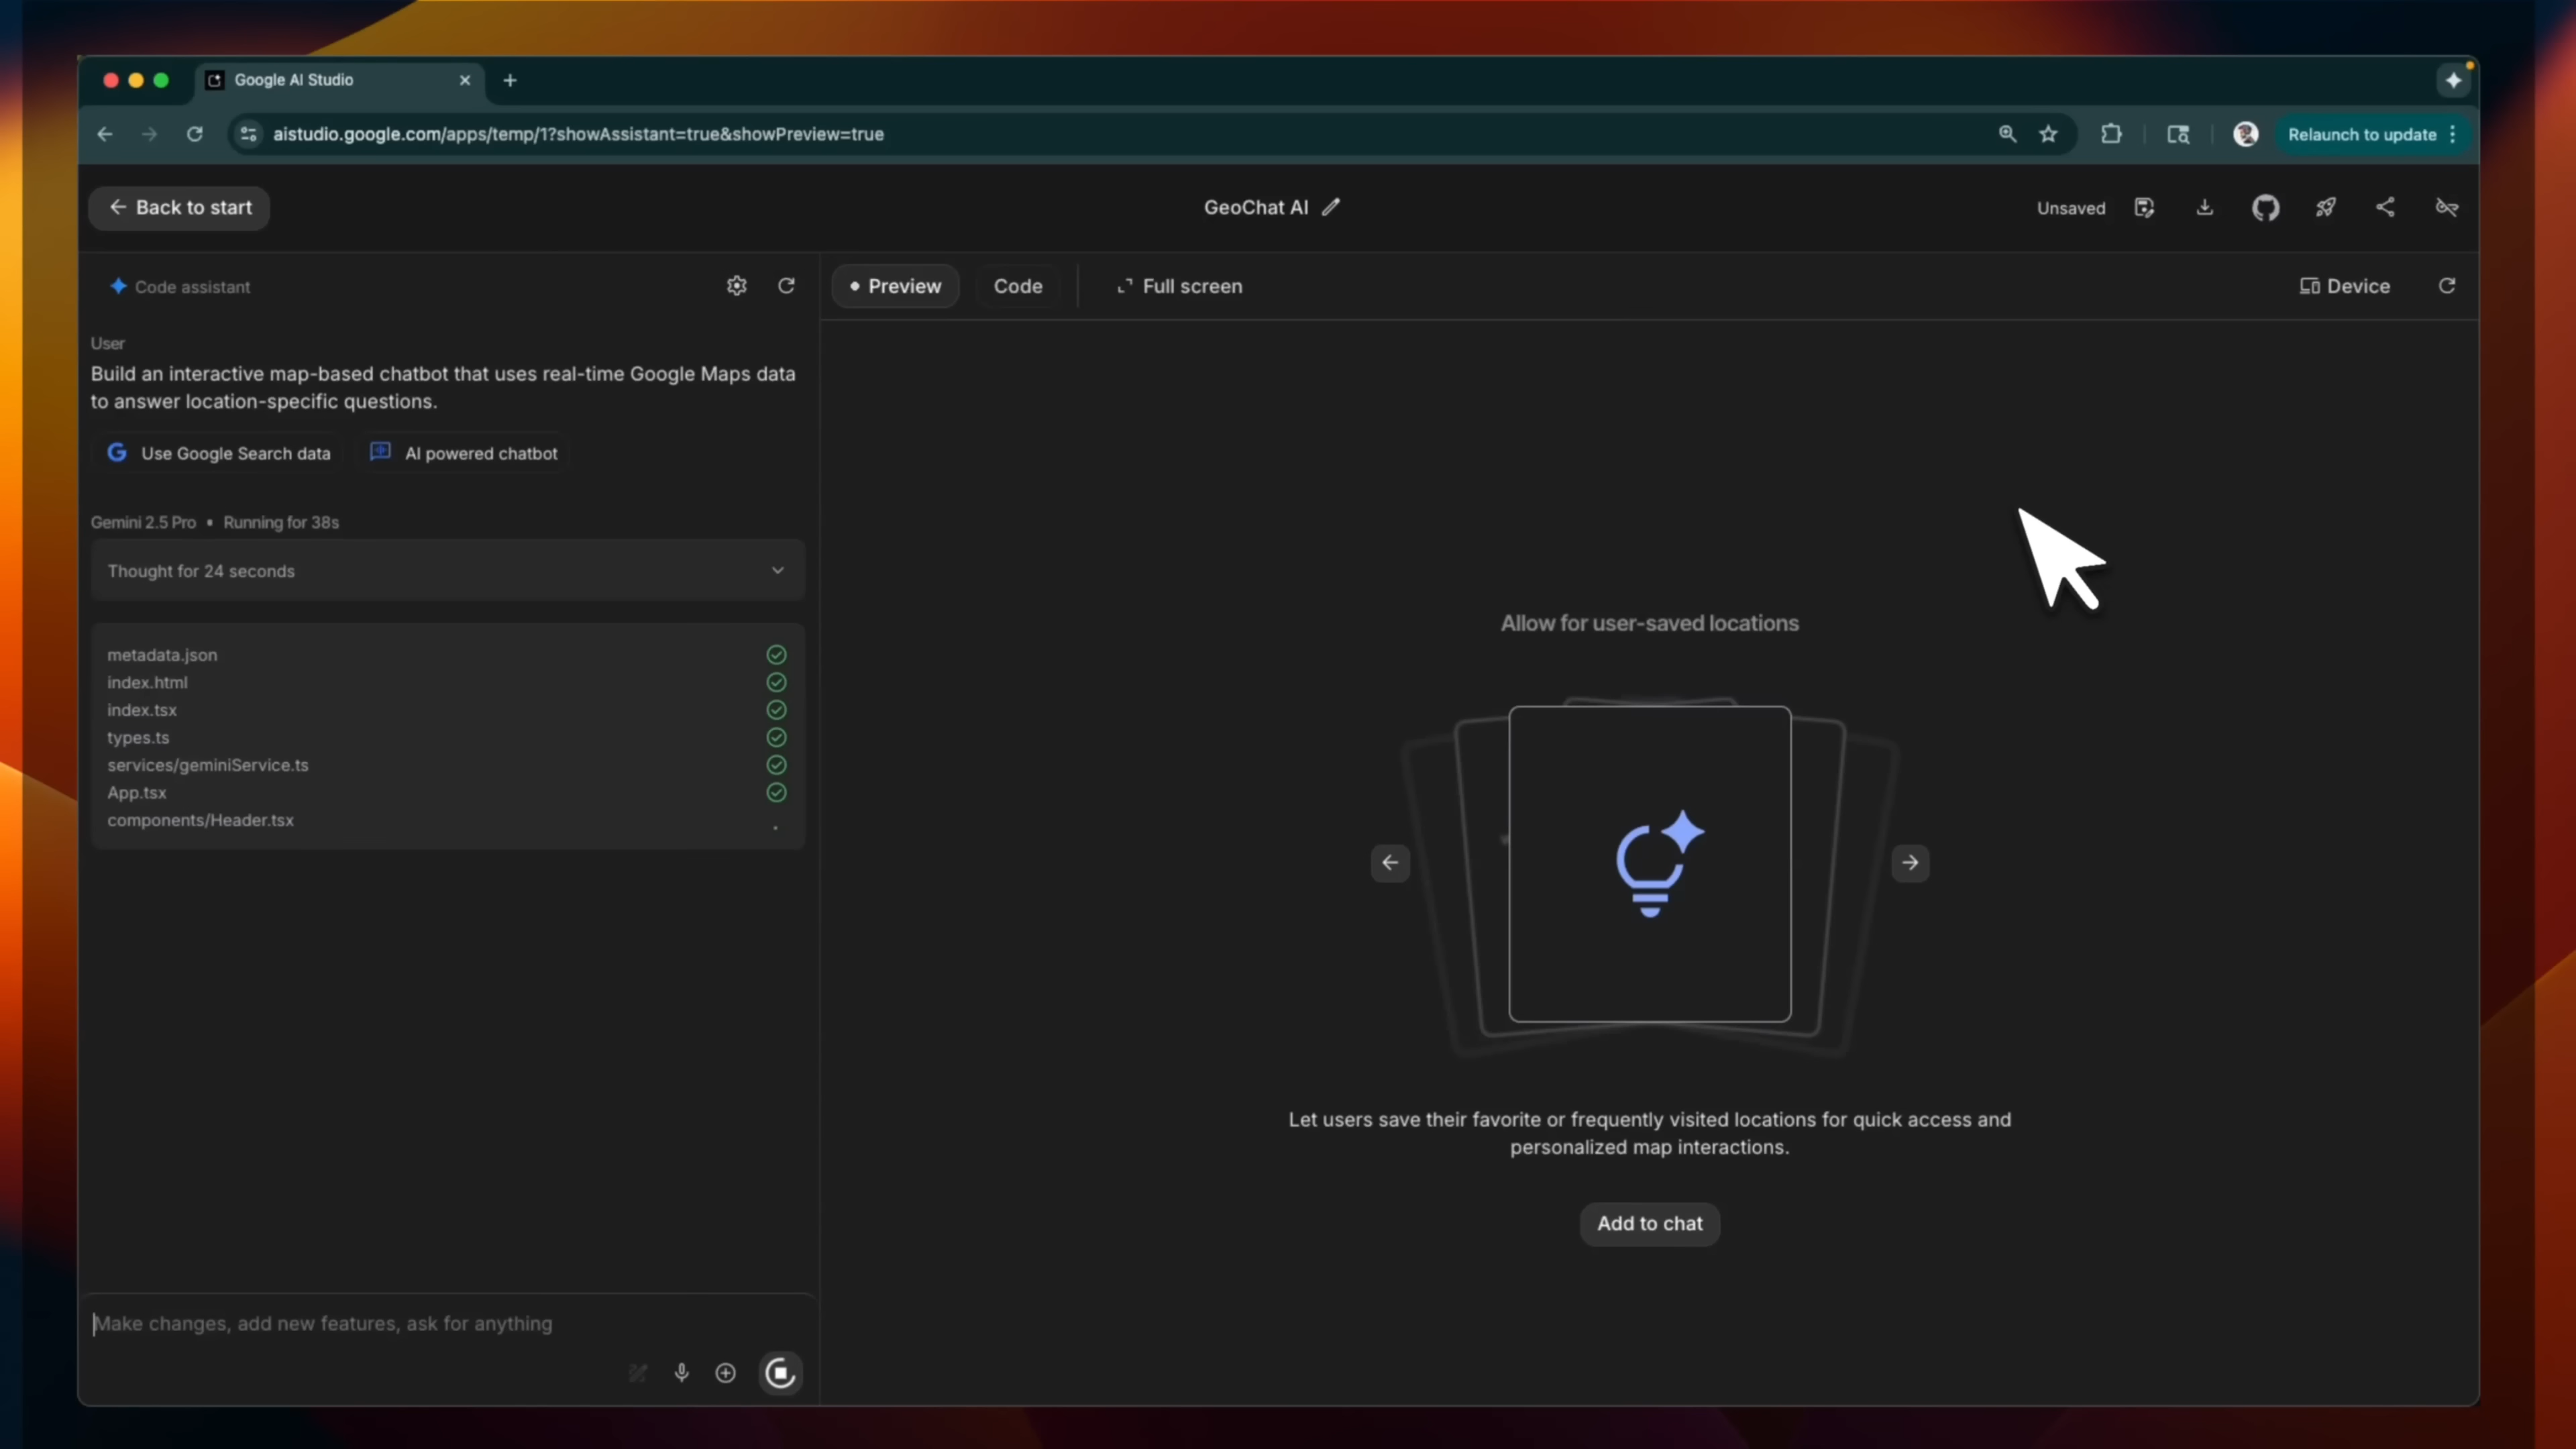 Google AI Studio
aistudio.google.com/apps/temp/1?showAssistant=true&showPreview=true
Relaunch to update
Back to start
GeoChat AI
Unsaved
Code assistant
Preview
Code
Full screen
Device
User
Build an interactive map-based chatbot that uses real-time Google Maps data
to answer location-specific questions.
Use Google Search data
AI powered chatbot
Gemini 2.5 Pro • Running for 38s
Thought for 24 seconds
metadata.json
index.html
index.tsx
types.ts
services/geminiService.ts
App.tsx
components/Header.tsx
Allow for user-saved locations
Let users save their favorite or frequently visited locations for quick access and
personalized map interactions.
Add to chat
Make changes, add new features, ask for anything